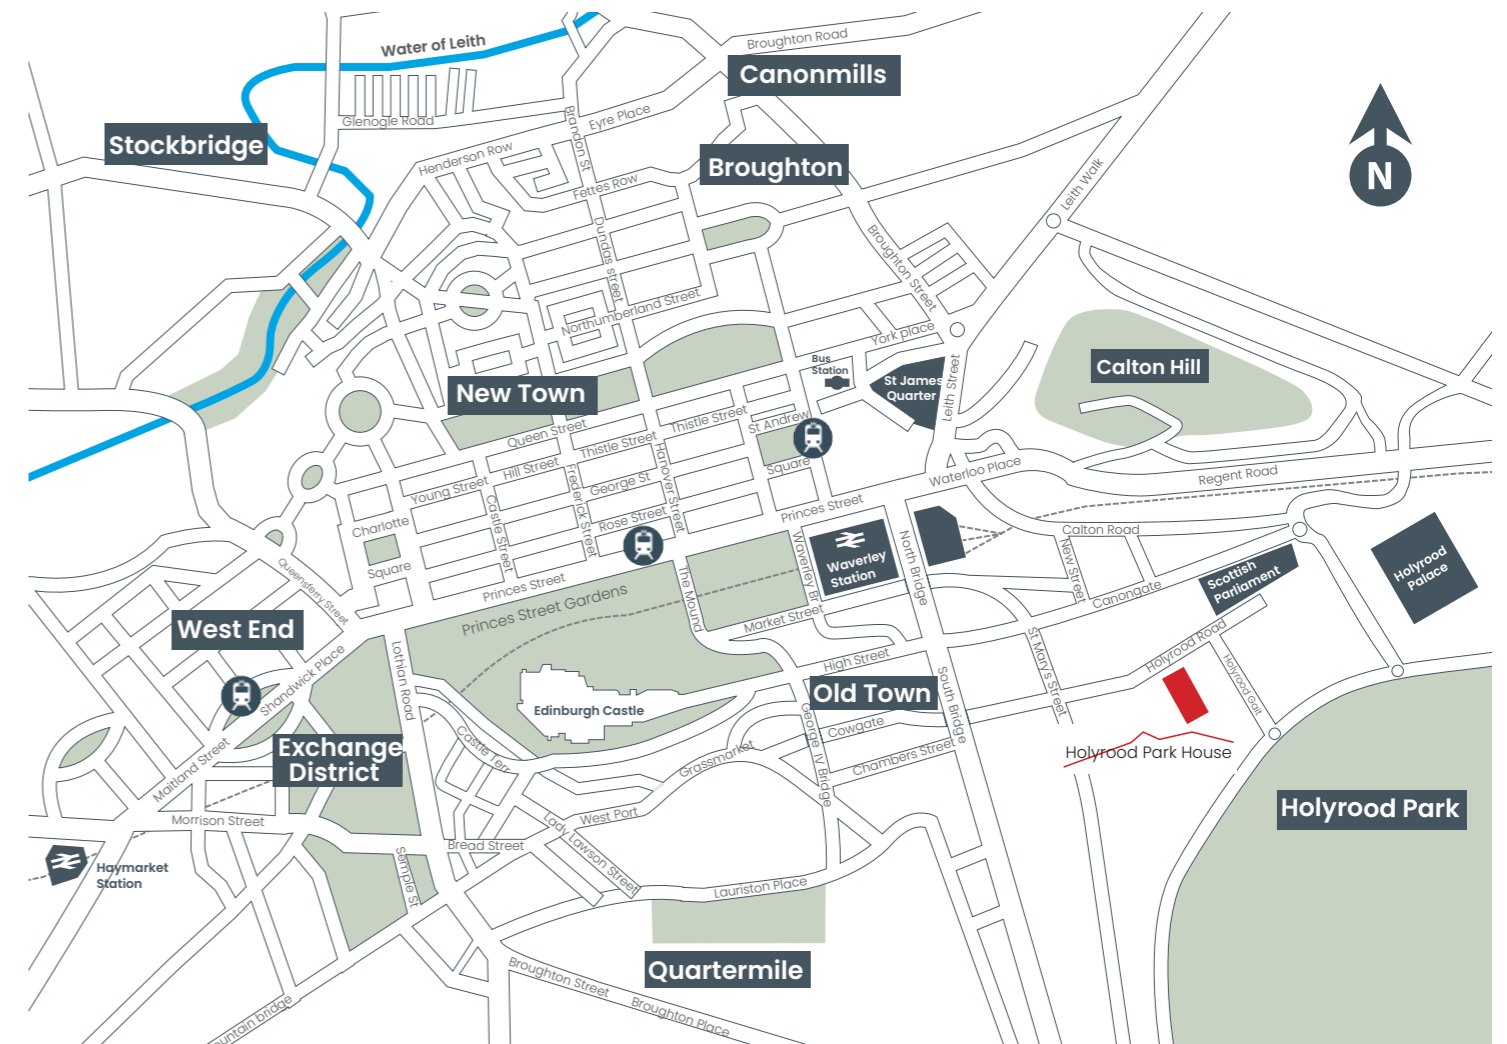 Water of Leith
Broughton Road
Canonmills
Stockbridge
Glenogle Road
Brandon St
Eyre Place
Henderson Row
Broughton
N
Fettes Row
Leith Walk
Dundas street
Broughton Street
Northumberland Street
York place
Bus
Station
St James
Quarter
Leith Street
Calton Hill
New Town
Queen Street
Thistle Street
Thistle Street
St Andrew
Square
Hill Street
Young Street
George St
Hanover Street
Frederick Street
Castle Street
Rose Street
Charlotte
Square
Princes Street
Princes Street
Waterloo Place
Regent Road
Calton Road
Waverley Br
Waverley
Station
North Bridge
New Street
Canongate
Scottish
Parliament
Holyrood
Palace
Queensferry Street
Princes Street Gardens
The Mound
Market Street
West End
Lothian Road
Shandwick Place
High Street
Old Town
South Bridge
St Mary's Street
Holyrood Road
Holyrood Gait
Edinburgh Castle
Castle Terr
Grassmarket
George IV Bridge
Cowgate
Chambers Street
Holyrood Park House
Exchange
District
Maitland Street
Morrison Street
West Port
Holyrood Park
Bread Street
Lady Lawson Street
Haymarket
Station
Semple St
Lauriston Place
Quartermile
Broughton Street
Broughton Place
untain bridge